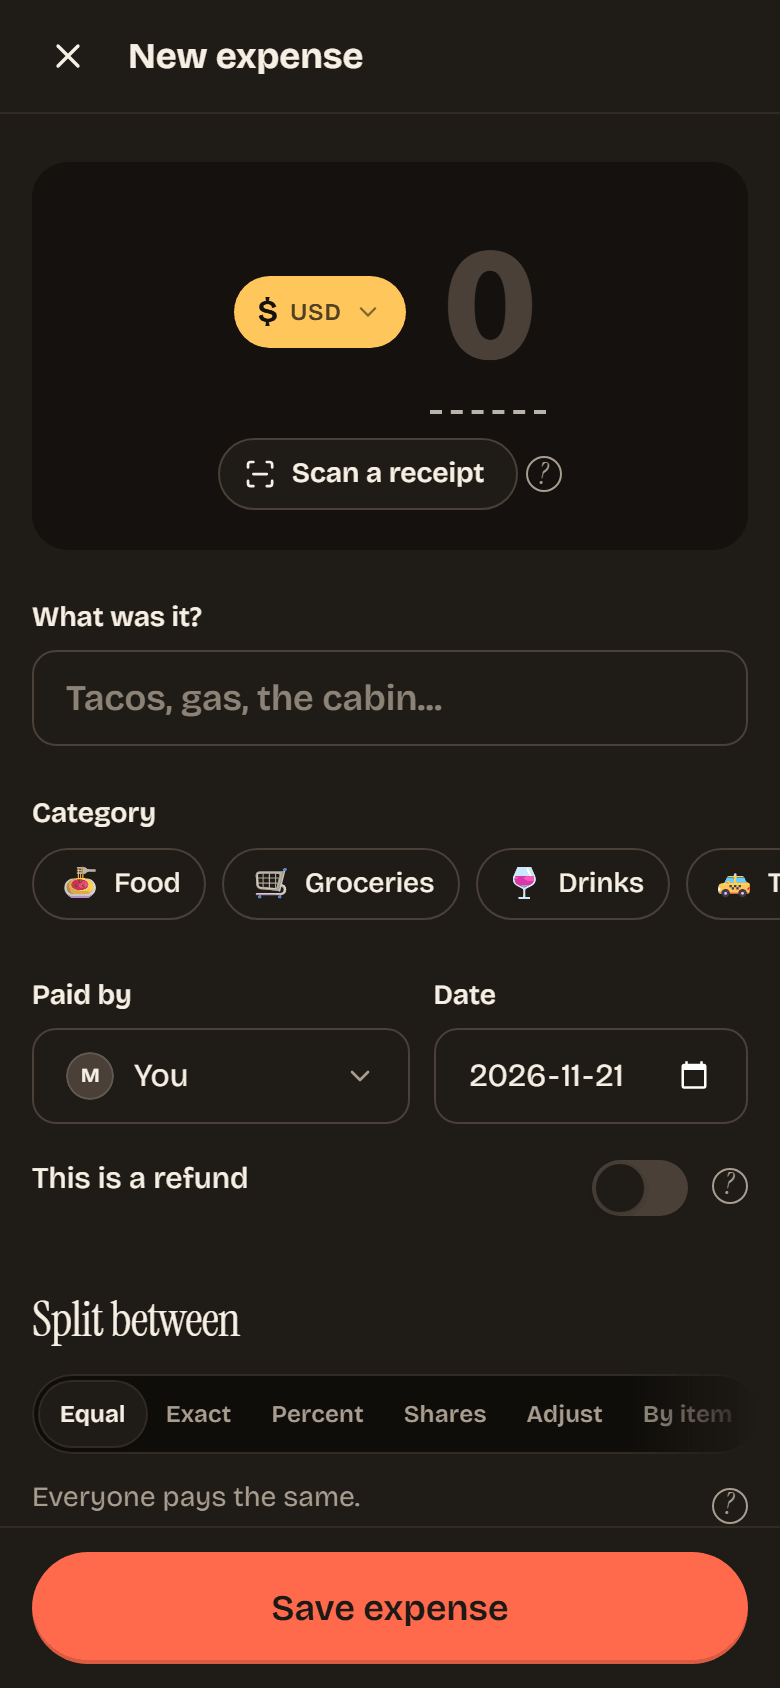 New expense
$ USD 0
Scan a receipt ?
What was it?
Tacos, gas, the cabin...
Category
Food Groceries Drinks T
Paid by Date
M You 2026-11-21
This is a refund ?
Split between
Equal Exact Percent Shares Adjust By item
Everyone pays the same. ?
Save expense